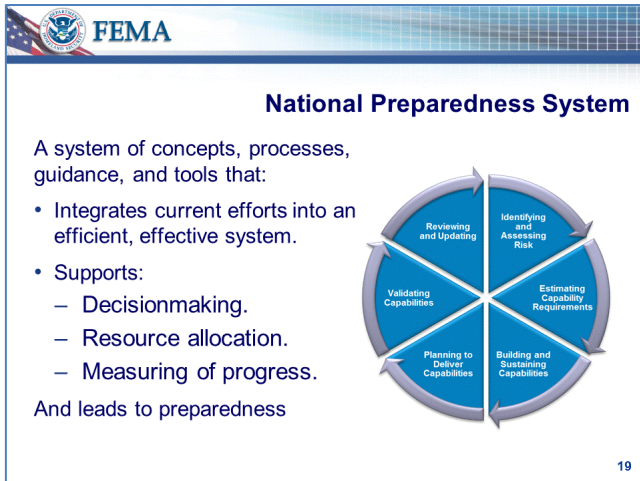 FEMA
National Preparedness System
A system of concepts, processes,
guidance, and tools that:
• Integrates current efforts into an
efficient, effective system.
• Supports:
– Decisionmaking.
– Resource allocation.
– Measuring of progress.
And leads to preparedness
Identifying
and
Assessing
Risk
Estimating
Capability
Requirements
Building and
Sustaining
Capabilities
Planning to
Deliver
Capabilities
Validating
Capabilities
Reviewing
and Updating
19